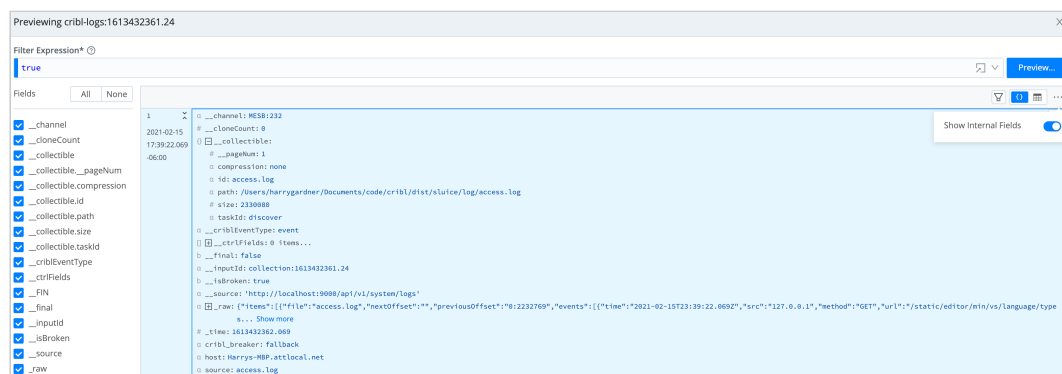 Previewing cribl-logs:1613432361.24 X
Filter Expression*
true Preview...
Fields All None
__channel
__cloneCount
__collectible
__collectible.__pageNum
__collectible.compression
__collectible.id
__collectible.path
__collectible.size
__collectible.taskId
__criblEventType
__ctrlFields
__FIN
__final
__inputId
__isBroken
__source
_raw
1
2021-02-15
17:39:22.069
-06:00
α __channel: MESB:232
# __cloneCount: 0
{} __collectible:
# __pageNum: 1
α compression: none
α id: access.log
α path: /Users/harrygardner/Documents/code/cribl/dist/sluice/log/access.log
# size: 2330080
α taskId: discover
α __criblEventType: event
[] __ctrlFields: 0 items...
b __final: false
α __inputId: collection:1613432361.24
b __isBroken: true
α __source: 'http://localhost:9000/api/v1/system/logs'
α _raw: {"items":[{"file":"access.log","nextOffset":"","previousOffset":"0:2232769","events":[{"time":"2021-02-15T23:39:22.069Z","src":"127.0.0.1","method":"GET","url":"/static/editor/min/vs/language/type
s... Show more
# _time: 1613432362.069
α cribl_breaker: fallback
α host: Harrys-MBP.attlocal.net
α source: access.log
Show Internal Fields